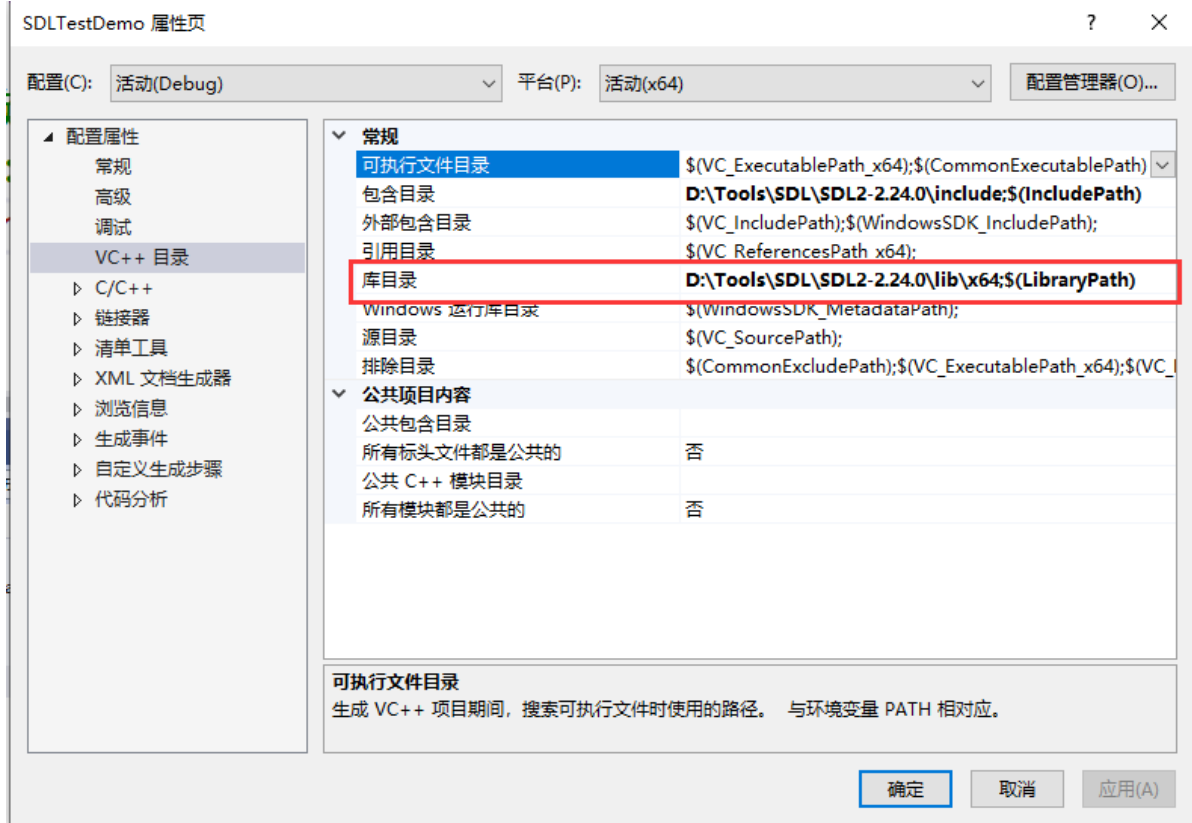 SDLTestDemo 属性页
配置(C): 活动(Debug) 平台(P): 活动(x64) 配置管理器(O)...
配置属性
常规
高级
调试
VC++ 目录
C/C++
链接器
清单工具
XML 文档生成器
浏览信息
生成事件
自定义生成步骤
代码分析
常规
可执行文件目录 $(VC_ExecutablePath_x64);$(CommonExecutablePath)
包含目录 D:\Tools\SDL\SDL2-2.24.0\include;$(IncludePath)
外部包含目录 $(VC_IncludePath);$(WindowsSDK_IncludePath);
引用目录 $(VC_ReferencesPath_x64);
库目录 D:\Tools\SDL\SDL2-2.24.0\lib\x64;$(LibraryPath)
Windows 运行库目录 $(WindowsSDK_MetadataPath);
源目录 $(VC_SourcePath);
排除目录 $(CommonExcludePath);$(VC_ExecutablePath_x64);$(VC_
公共项目内容
公共包含目录
所有标头文件都是公共的 否
公共 C++ 模块目录
所有模块都是公共的 否
可执行文件目录
生成 VC++ 项目期间，搜索可执行文件时使用的路径。 与环境变量 PATH 相对应。
确定 取消 应用(A)